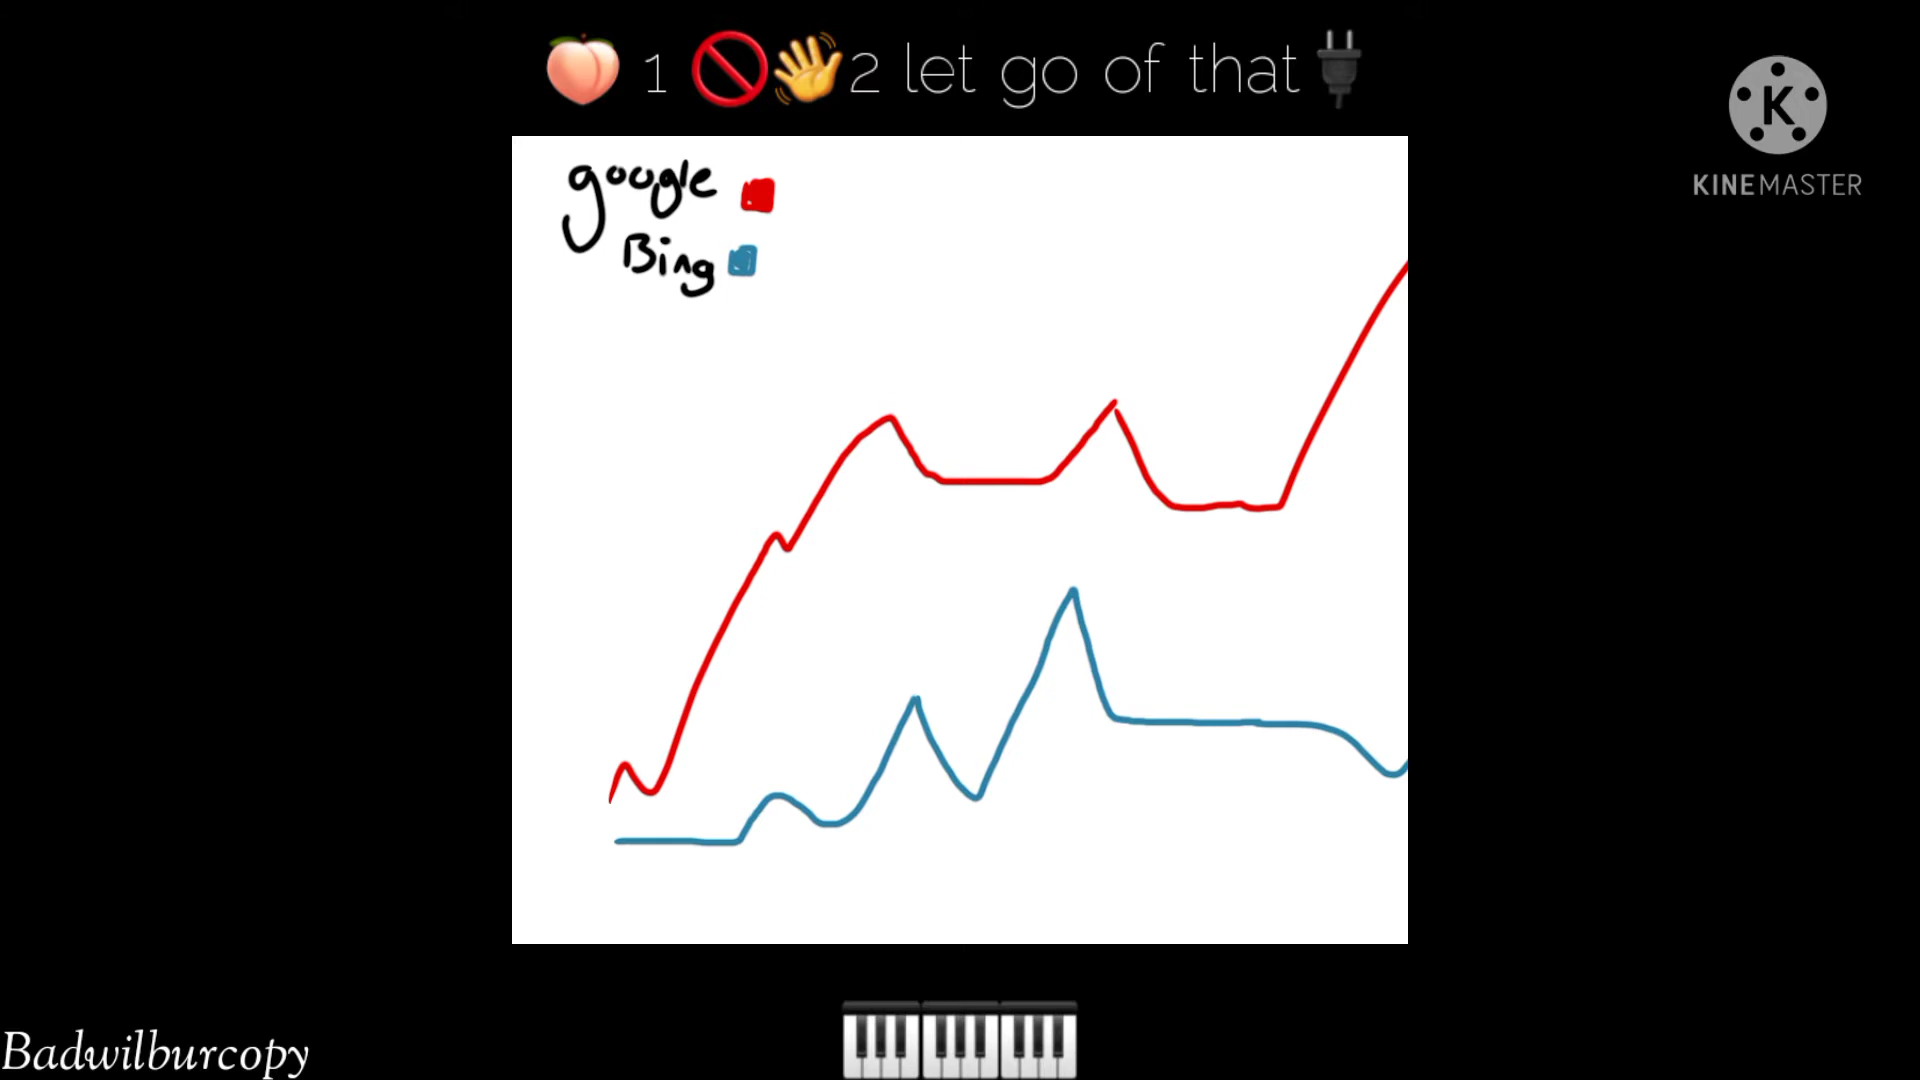 🍑 1 🚫👋2 let go of that🔌
K
KINEMASTER
google
Bing
Badwilburcopy
🎹🎹🎹